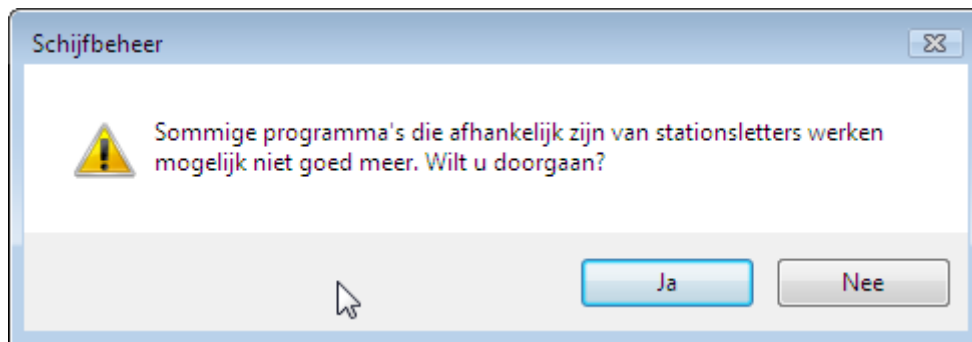 Schijfbeheer
Sommige programma's die afhankelijk zijn van stationsletters werken
mogelijk niet goed meer. Wilt u doorgaan?
Ja
Nee